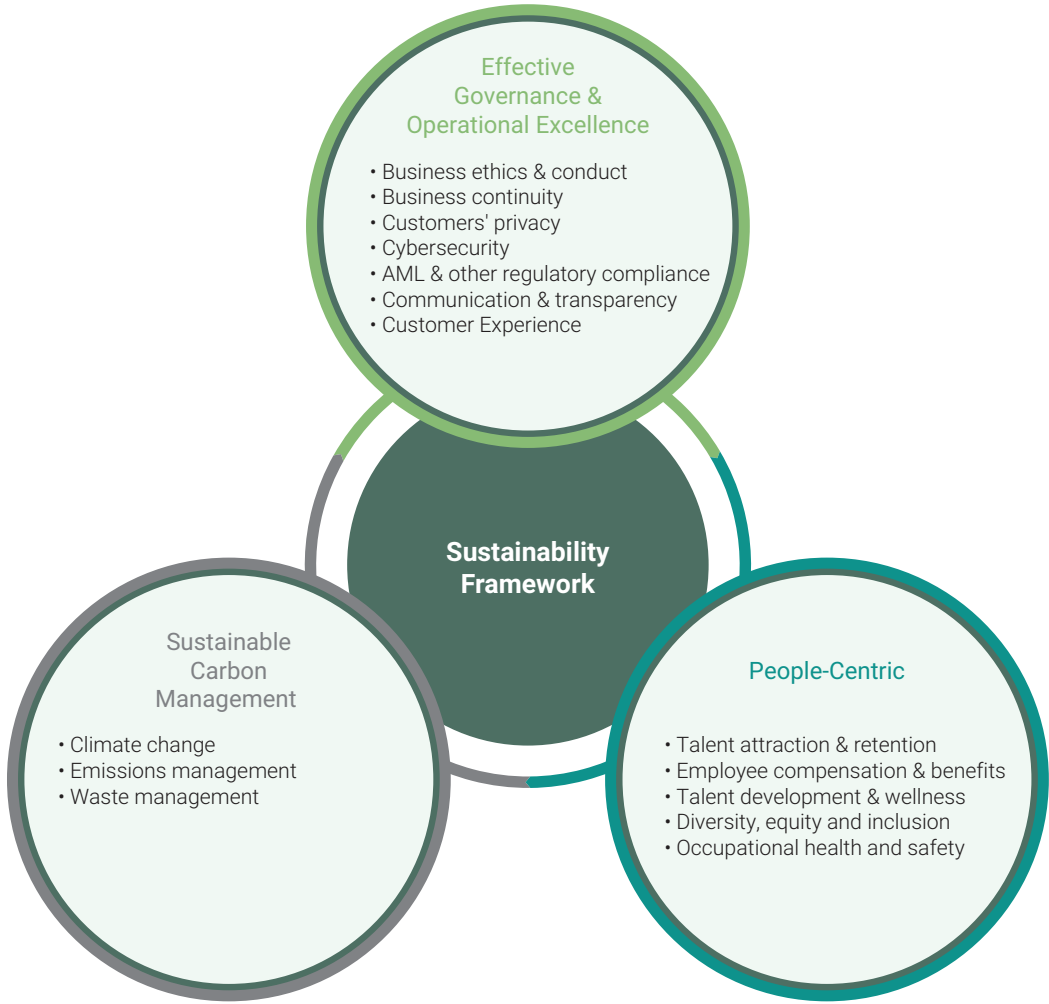 Effective
Governance &
Operational Excellence
• Business ethics & conduct
• Business continuity
• Customers' privacy
• Cybersecurity
• AML & other regulatory compliance
• Communication & transparency
• Customer Experience
Sustainability
Framework
Sustainable
Carbon
Management
• Climate change
• Emissions management
• Waste management
People-Centric
• Talent attraction & retention
• Employee compensation & benefits
• Talent development & wellness
• Diversity, equity and inclusion
• Occupational health and safety